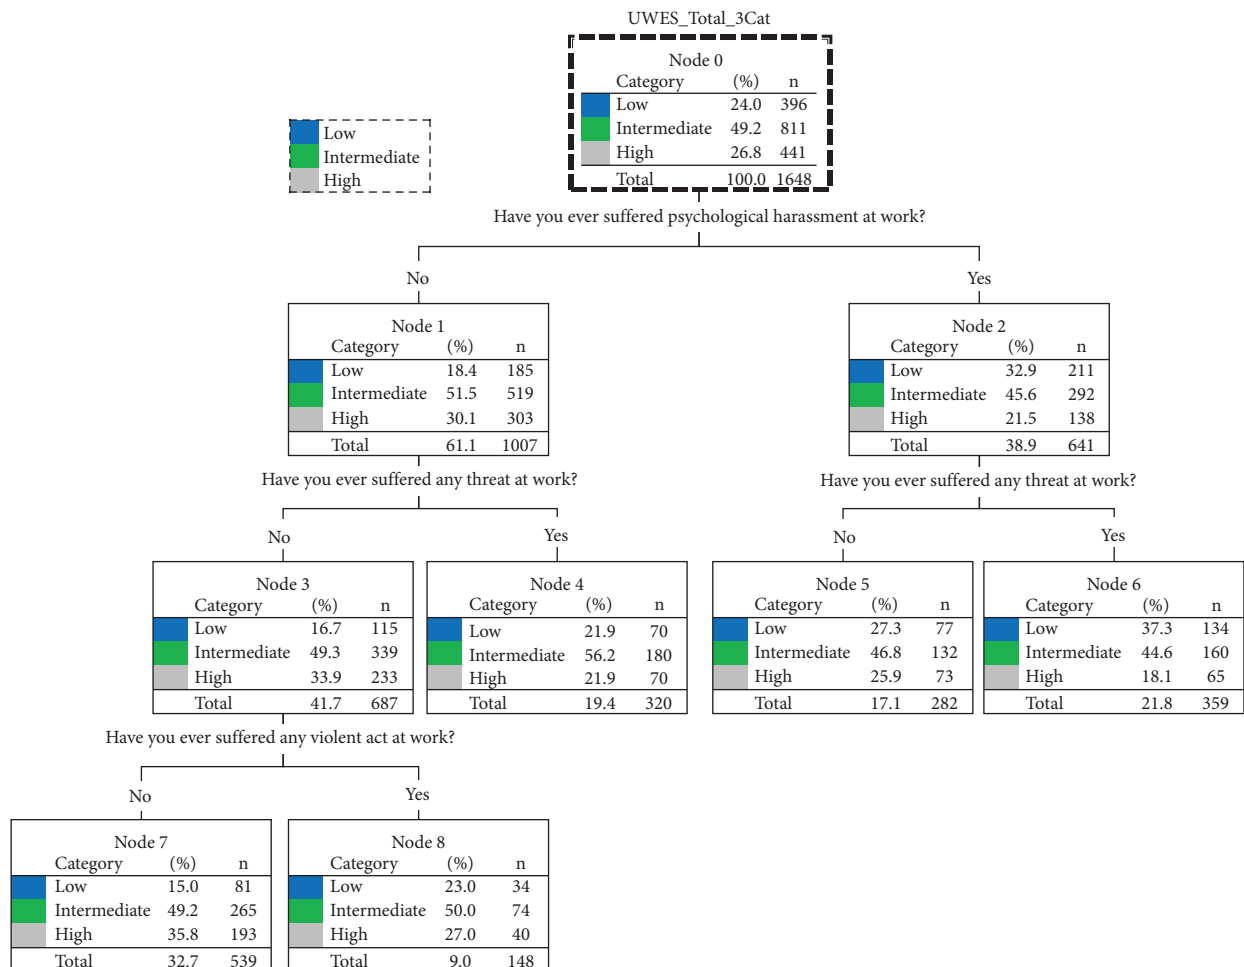 UWES_Total_3Cat
Node 0
Category (%) n
Low 24.0 396
Intermediate 49.2 811
High 26.8 441
Total 100.0 1648
Low
Intermediate
High
Have you ever suffered psychological harassment at work?
No
Yes
Node 1
Category (%) n
Low 18.4 185
Intermediate 51.5 519
High 30.1 303
Total 61.1 1007
Node 2
Category (%) n
Low 32.9 211
Intermediate 45.6 292
High 21.5 138
Total 38.9 641
Have you ever suffered any threat at work?
Have you ever suffered any threat at work?
No
Yes
No
Yes
Node 3
Category (%) n
Low 16.7 115
Intermediate 49.3 339
High 33.9 233
Total 41.7 687
Node 4
Category (%) n
Low 21.9 70
Intermediate 56.2 180
High 21.9 70
Total 19.4 320
Node 5
Category (%) n
Low 27.3 77
Intermediate 46.8 132
High 25.9 73
Total 17.1 282
Node 6
Category (%) n
Low 37.3 134
Intermediate 44.6 160
High 18.1 65
Total 21.8 359
Have you ever suffered any violent act at work?
No
Yes
Node 7
Category (%) n
Low 15.0 81
Intermediate 49.2 265
High 35.8 193
Total 32.7 539
Node 8
Category (%) n
Low 23.0 34
Intermediate 50.0 74
High 27.0 40
Total 9.0 148